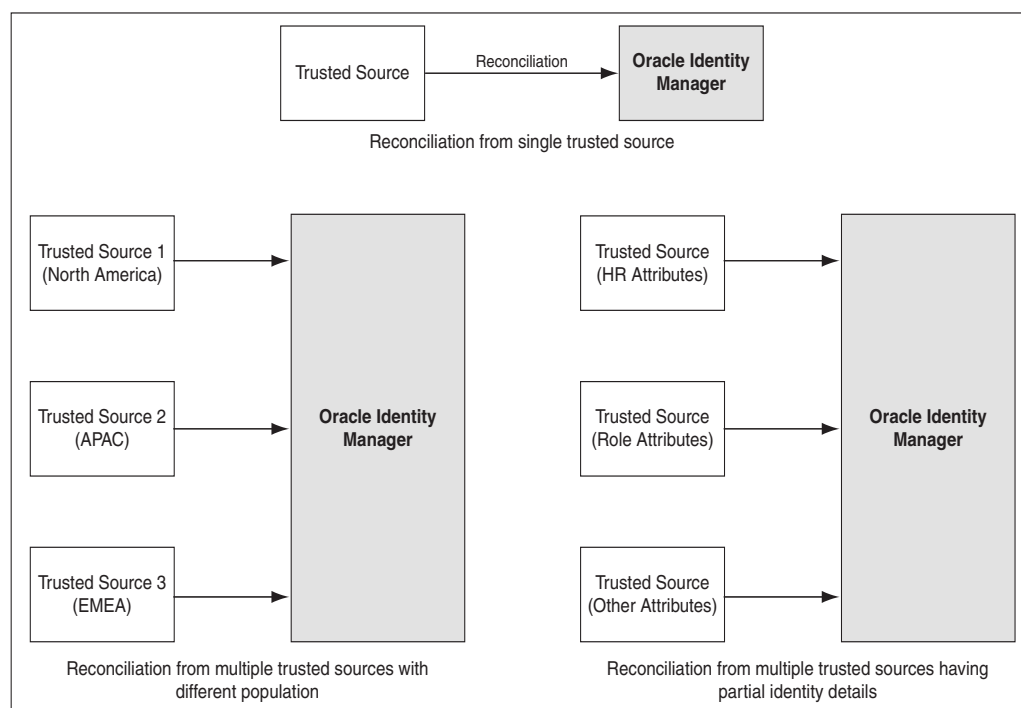 Trusted Source
Reconciliation
Oracle Identity
Manager
Reconciliation from single trusted source
Trusted Source 1
(North America)
Trusted Source 2
(APAC)
Trusted Source 3
(EMEA)
Oracle Identity
Manager
Reconciliation from multiple trusted sources with
different population
Trusted Source
(HR Attributes)
Trusted Source
(Role Attributes)
Trusted Source
(Other Attributes)
Oracle Identity
Manager
Reconciliation from multiple trusted sources having
partial identity details